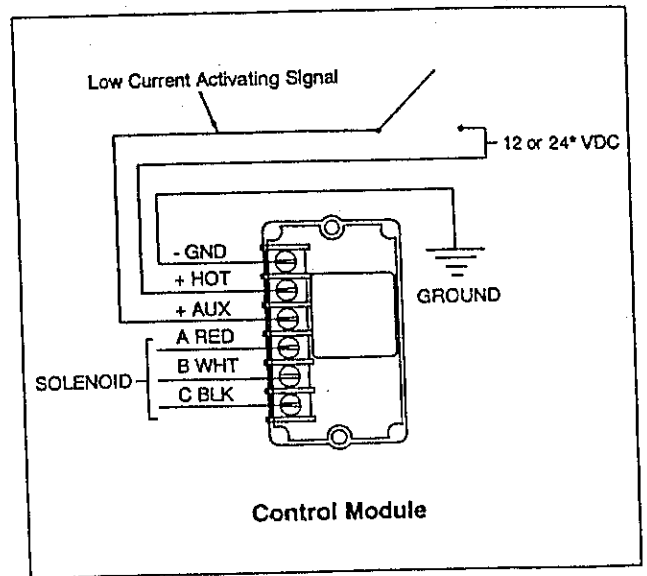 Low Current Activating Signal
12 or 24* VDC
- GND
+ HOT
+ AUX
A RED
B WHT
C BLK
SOLENOID
GROUND
Control Module